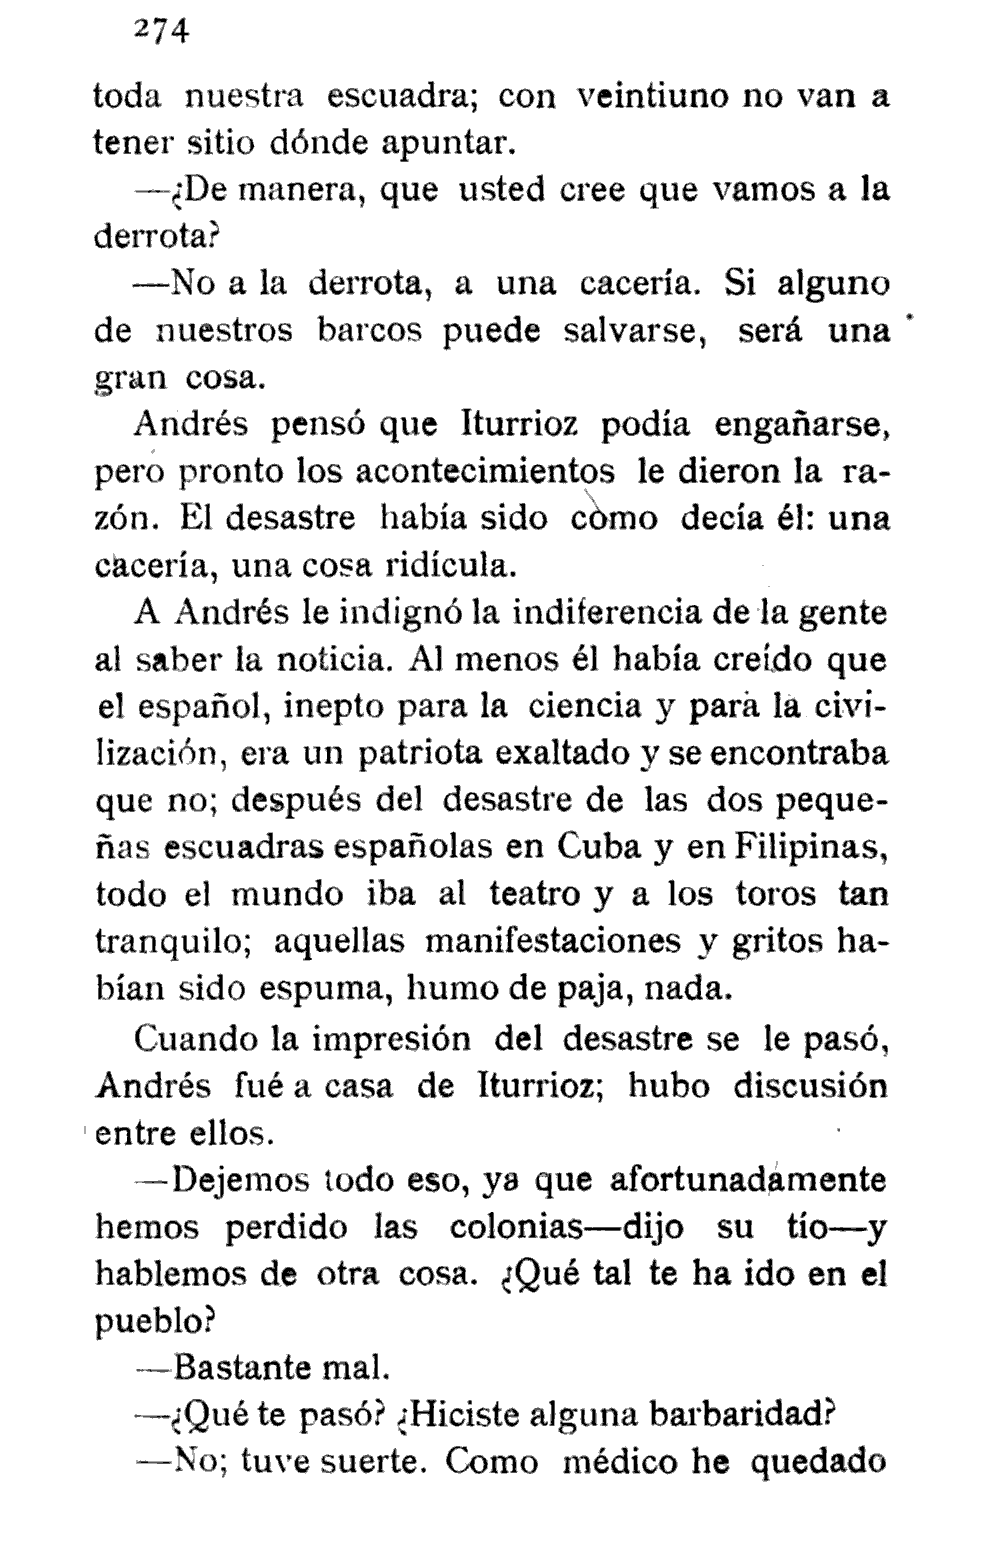 274
toda nuestra escuadra; con veintiuno no van a
tener sitio dónde apuntar.
—¿De manera, que usted cree que vamos a la
derrota?
—No a la derrota, a una cacería. Si alguno
de nuestros barcos puede salvarse, será una
gran cosa.
Andrés pensó que Iturrioz podía engañarse,
pero pronto los acontecimientos le dieron la ra-
zón. El desastre había sido como decía él: una
cacería, una cosa ridícula.
A Andrés le indignó la indiferencia de la gente
al saber la noticia. Al menos él había creído que
el español, inepto para la ciencia y para la civi-
lización, era un patriota exaltado y se encontraba
que no; después del desastre de las dos peque-
ñas escuadras españolas en Cuba y en Filipinas,
todo el mundo iba al teatro y a los toros tan
tranquilo; aquellas manifestaciones y gritos ha-
bían sido espuma, humo de paja, nada.
Cuando la impresión del desastre se le pasó,
Andrés fué a casa de Iturrioz; hubo discusión
entre ellos.
—Dejemos todo eso, ya que afortunadamente
hemos perdido las colonias—dijo su tío—y
hablemos de otra cosa. ¿Qué tal te ha ido en el
pueblo?
—Bastante mal.
—¿Qué te pasó? ¿Hiciste alguna barbaridad?
—No; tuve suerte. Como médico he quedado